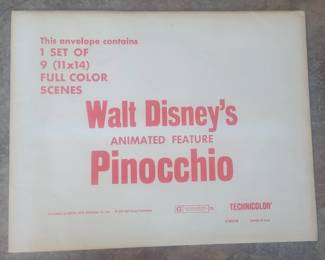 This envelope contains
1 SET OF
9 (11x14)
FULL COLOR
SCENES
Walt Disney's
ANIMATED FEATURE
Pinocchio
G
TECHNICOLOR®